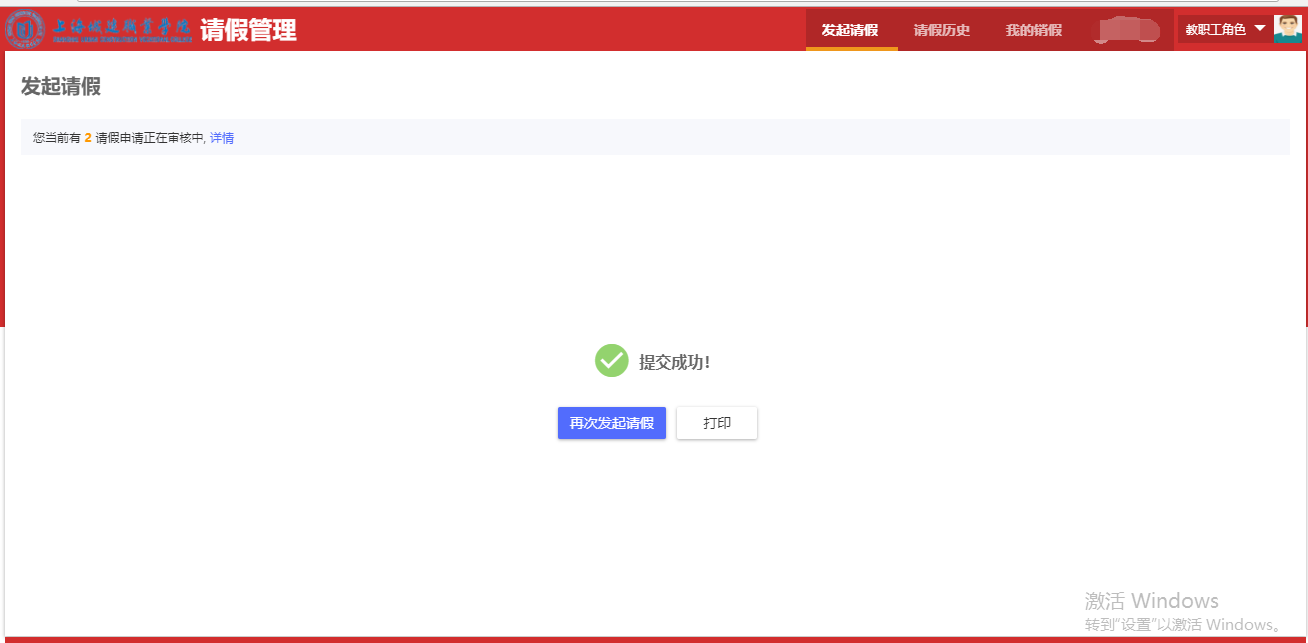 请假管理
发起请假
请假历史
我的销假
教职工角色
发起请假
您当前有 2 请假申请正在审核中, 详情
提交成功!
再次发起请假
打印
激活 Windows
转到"设置"以激活 Windows。